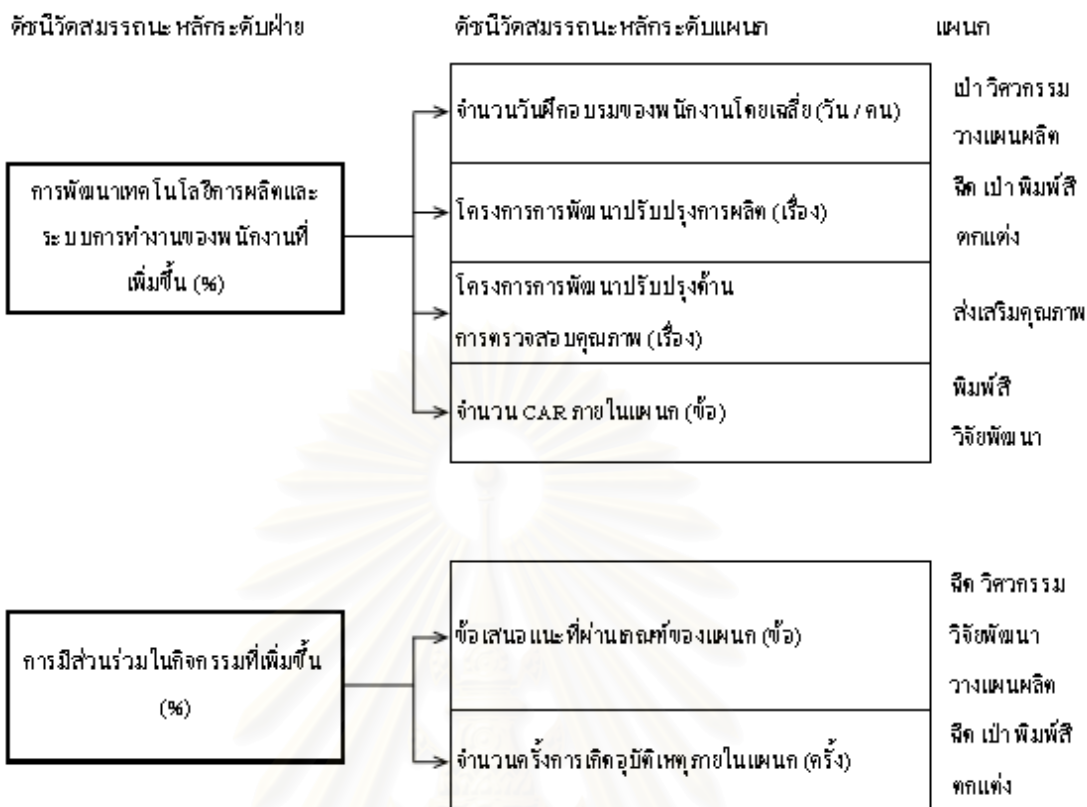 ดัชนีวัดสมรรถนะหลักระดับฝ่าย
ดัชนีวัดสมรรถนะหลักระดับแผนก
แผนก
การพัฒนาเทคโนโลยีการผลิตและ
ระบบการทำงานของพนักงานที่
เพิ่มขึ้น (%)
จำนวนวันฝึกอบรมของพนักงานโดยเฉลี่ย (วัน / คน)
เป่า วิศวกรรม
วางแผนผลิต
โครงการการพัฒนาปรับปรุงการผลิต (เรื่อง)
ฉีด เป่า พิมพ์สี
ตกแต่ง
โครงการการพัฒนาปรับปรุงด้าน
การตรวจสอบคุณภาพ (เรื่อง)
ส่งเสริมคุณภาพ
จำนวน CAR ภายในแผนก (ข้อ)
พิมพ์สี
วิจัยพัฒนา
การมีส่วนร่วมในกิจกรรมที่เพิ่มขึ้น
(%)
ข้อเสนอแนะที่ผ่านเกณฑ์ของแผนก (ข้อ)
ฉีด วิศวกรรม
วิจัยพัฒนา
วางแผนผลิต
จำนวนครั้งการเกิดอุบัติเหตุภายในแผนก (ครั้ง)
ฉีด เป่า พิมพ์สี
ตกแต่ง